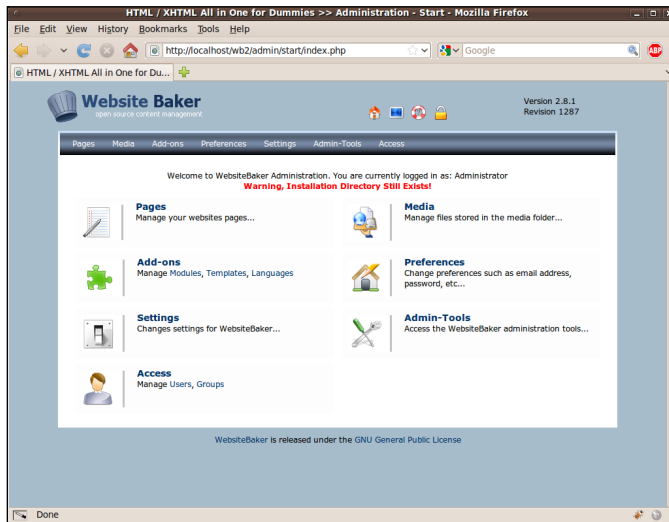 HTML / XHTML All in One for Dummies >> Administration - Start - Mozilla Firefox
File Edit View History Bookmarks Tools Help
http://localhost/wb2/admin/start/index.php
Google
ABP
HTML / XHTML All in One for Du...
Website Baker
open source content management
Version 2.8.1
Revision 1287
Pages Media Add-ons Preferences Settings Admin-Tools Access
Welcome to WebsiteBaker Administration. You are currently logged in as: Administrator
Warning, Installation Directory Still Exists!
Pages
Manage your websites pages...
Media
Manage files stored in the media folder...
Add-ons
Manage Modules, Templates, Languages
Preferences
Change preferences such as email address,
password, etc...
Settings
Changes settings for WebsiteBaker...
Admin-Tools
Access the WebsiteBaker administration tools...
Access
Manage Users, Groups
WebsiteBaker is released under the GNU General Public License
Done